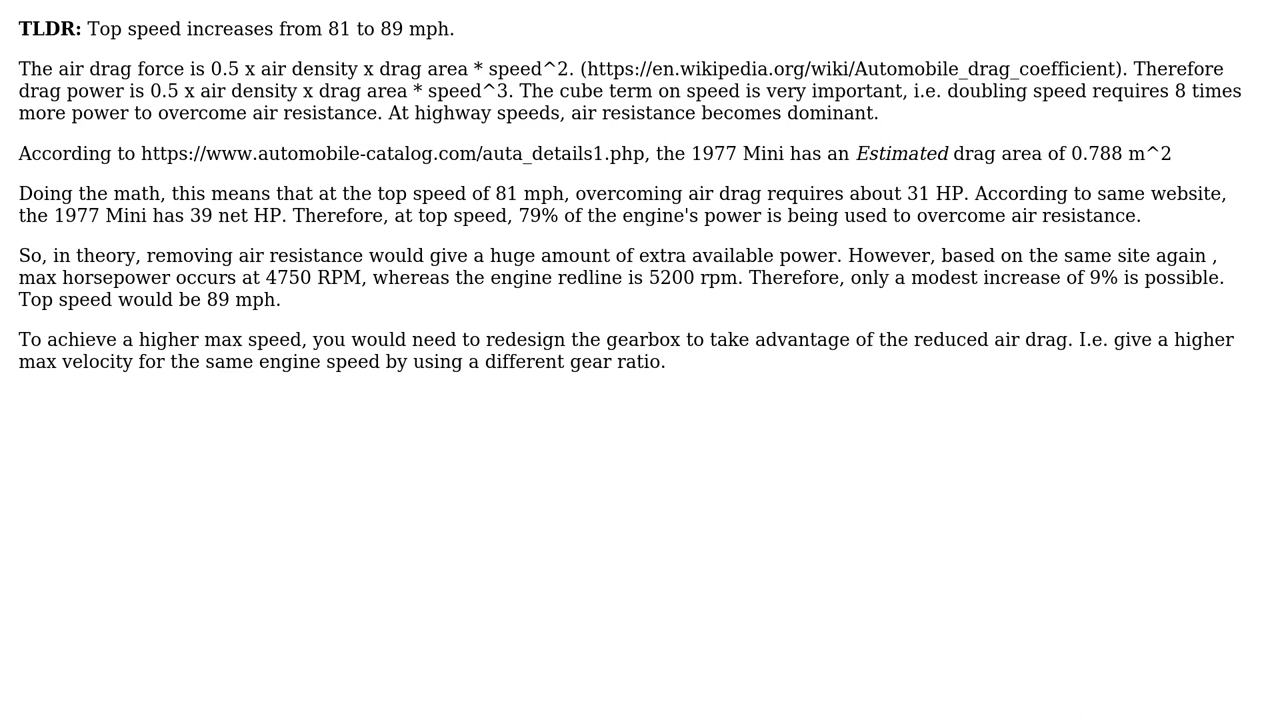 TLDR: Top speed increases from 81 to 89 mph.
The air drag force is 0.5 x air density x drag area * speed^2. (https://en.wikipedia.org/wiki/Automobile_drag_coefficient). Therefore
drag power is 0.5 x air density x drag area * speed^3. The cube term on speed is very important, i.e. doubling speed requires 8 times
more power to overcome air resistance. At highway speeds, air resistance becomes dominant.
According to https://www.automobile-catalog.com/auta_details1.php, the 1977 Mini has an Estimated drag area of 0.788 m^2
Doing the math, this means that at the top speed of 81 mph, overcoming air drag requires about 31 HP. According to same website,
the 1977 Mini has 39 net HP. Therefore, at top speed, 79% of the engine's power is being used to overcome air resistance.
So, in theory, removing air resistance would give a huge amount of extra available power. However, based on the same site again ,
max horsepower occurs at 4750 RPM, whereas the engine redline is 5200 rpm. Therefore, only a modest increase of 9% is possible.
Top speed would be 89 mph.
To achieve a higher max speed, you would need to redesign the gearbox to take advantage of the reduced air drag. I.e. give a higher
max velocity for the same engine speed by using a different gear ratio.